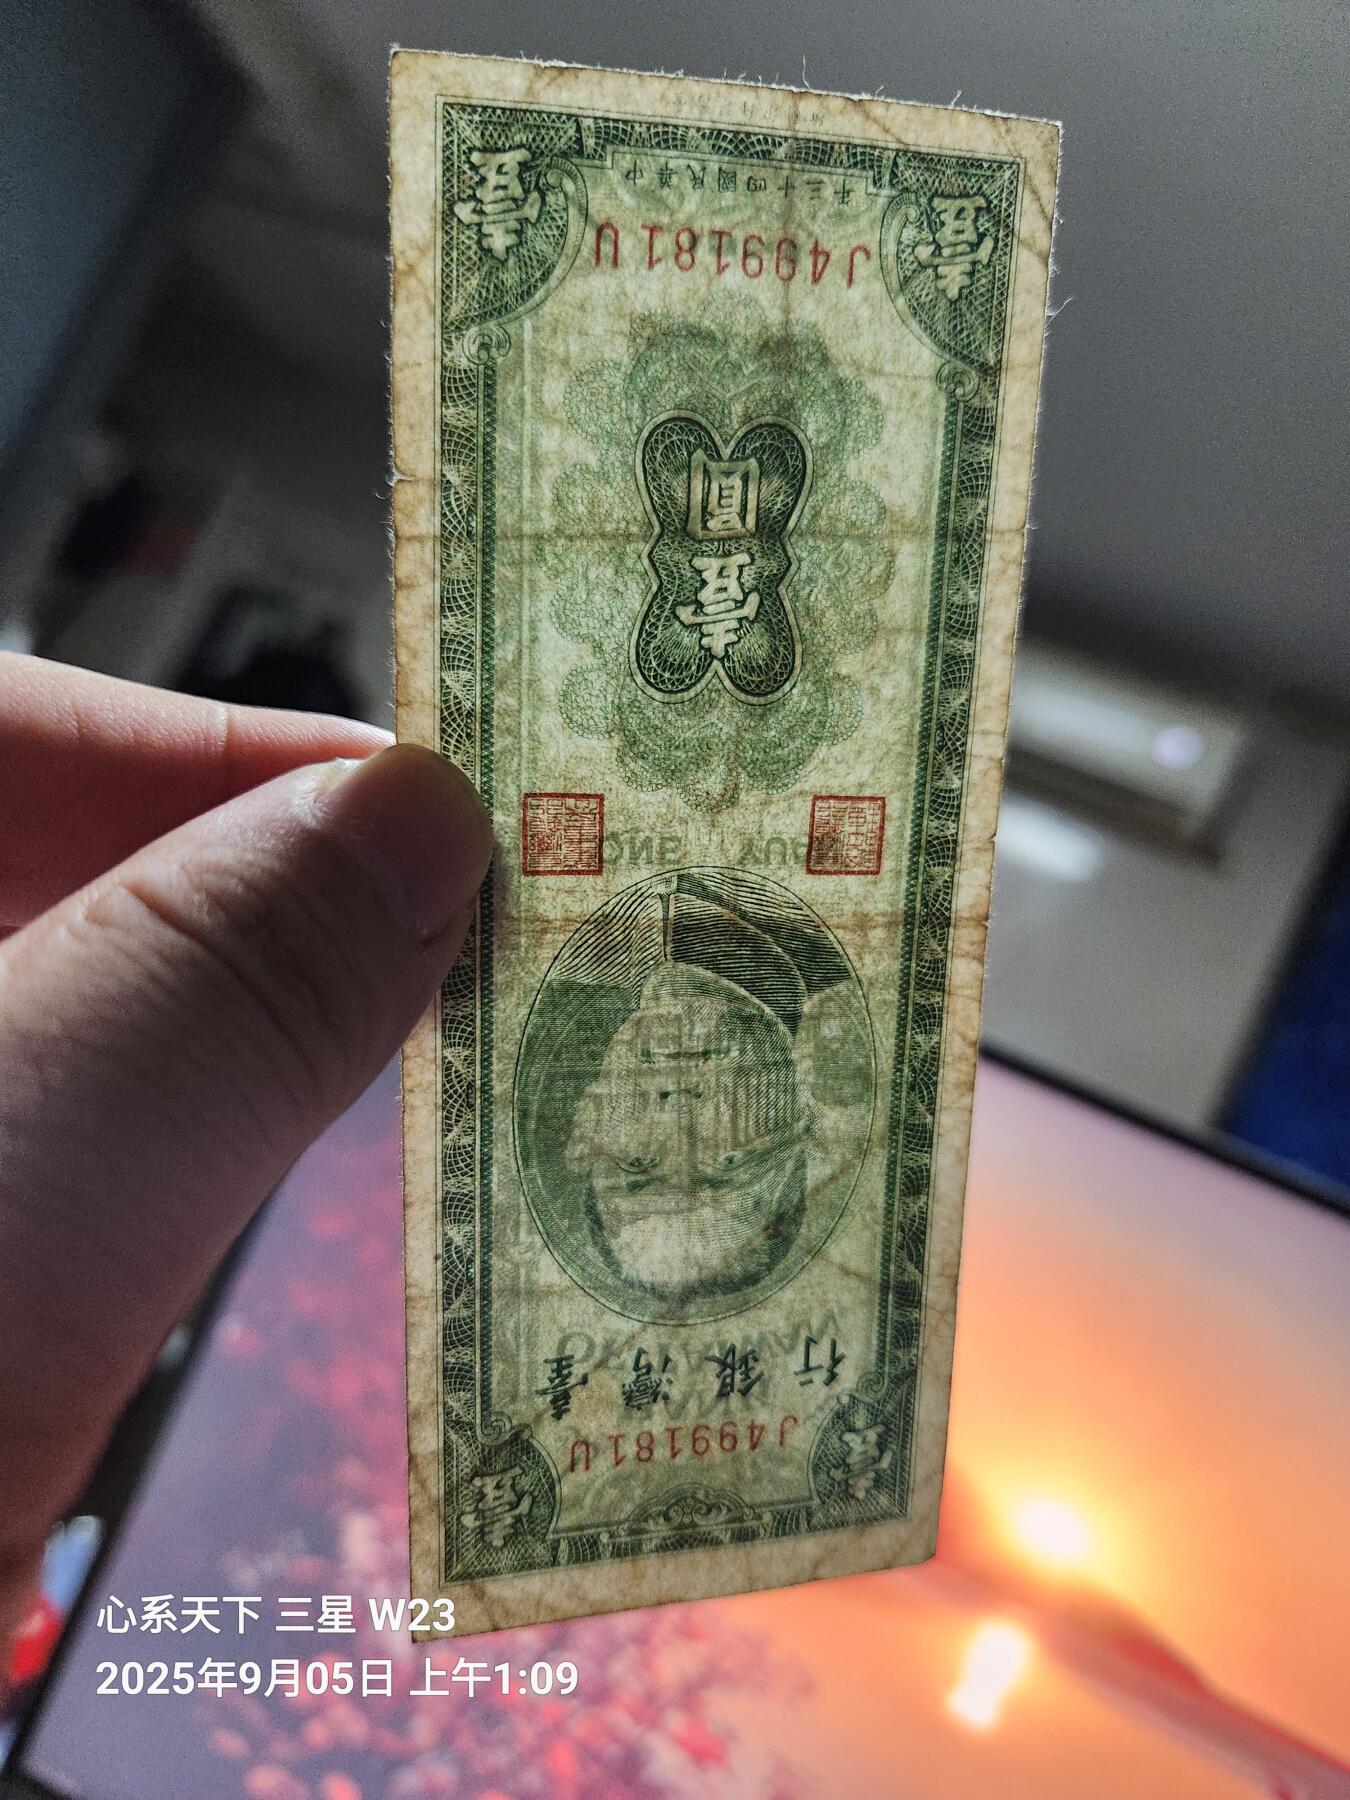 壹 壹
J499181U
臺灣銀行
壹圓
J499181U
中華民國四十三年
壹 壹
心系天下 三星 W23
2025年9月05日 上午1:09